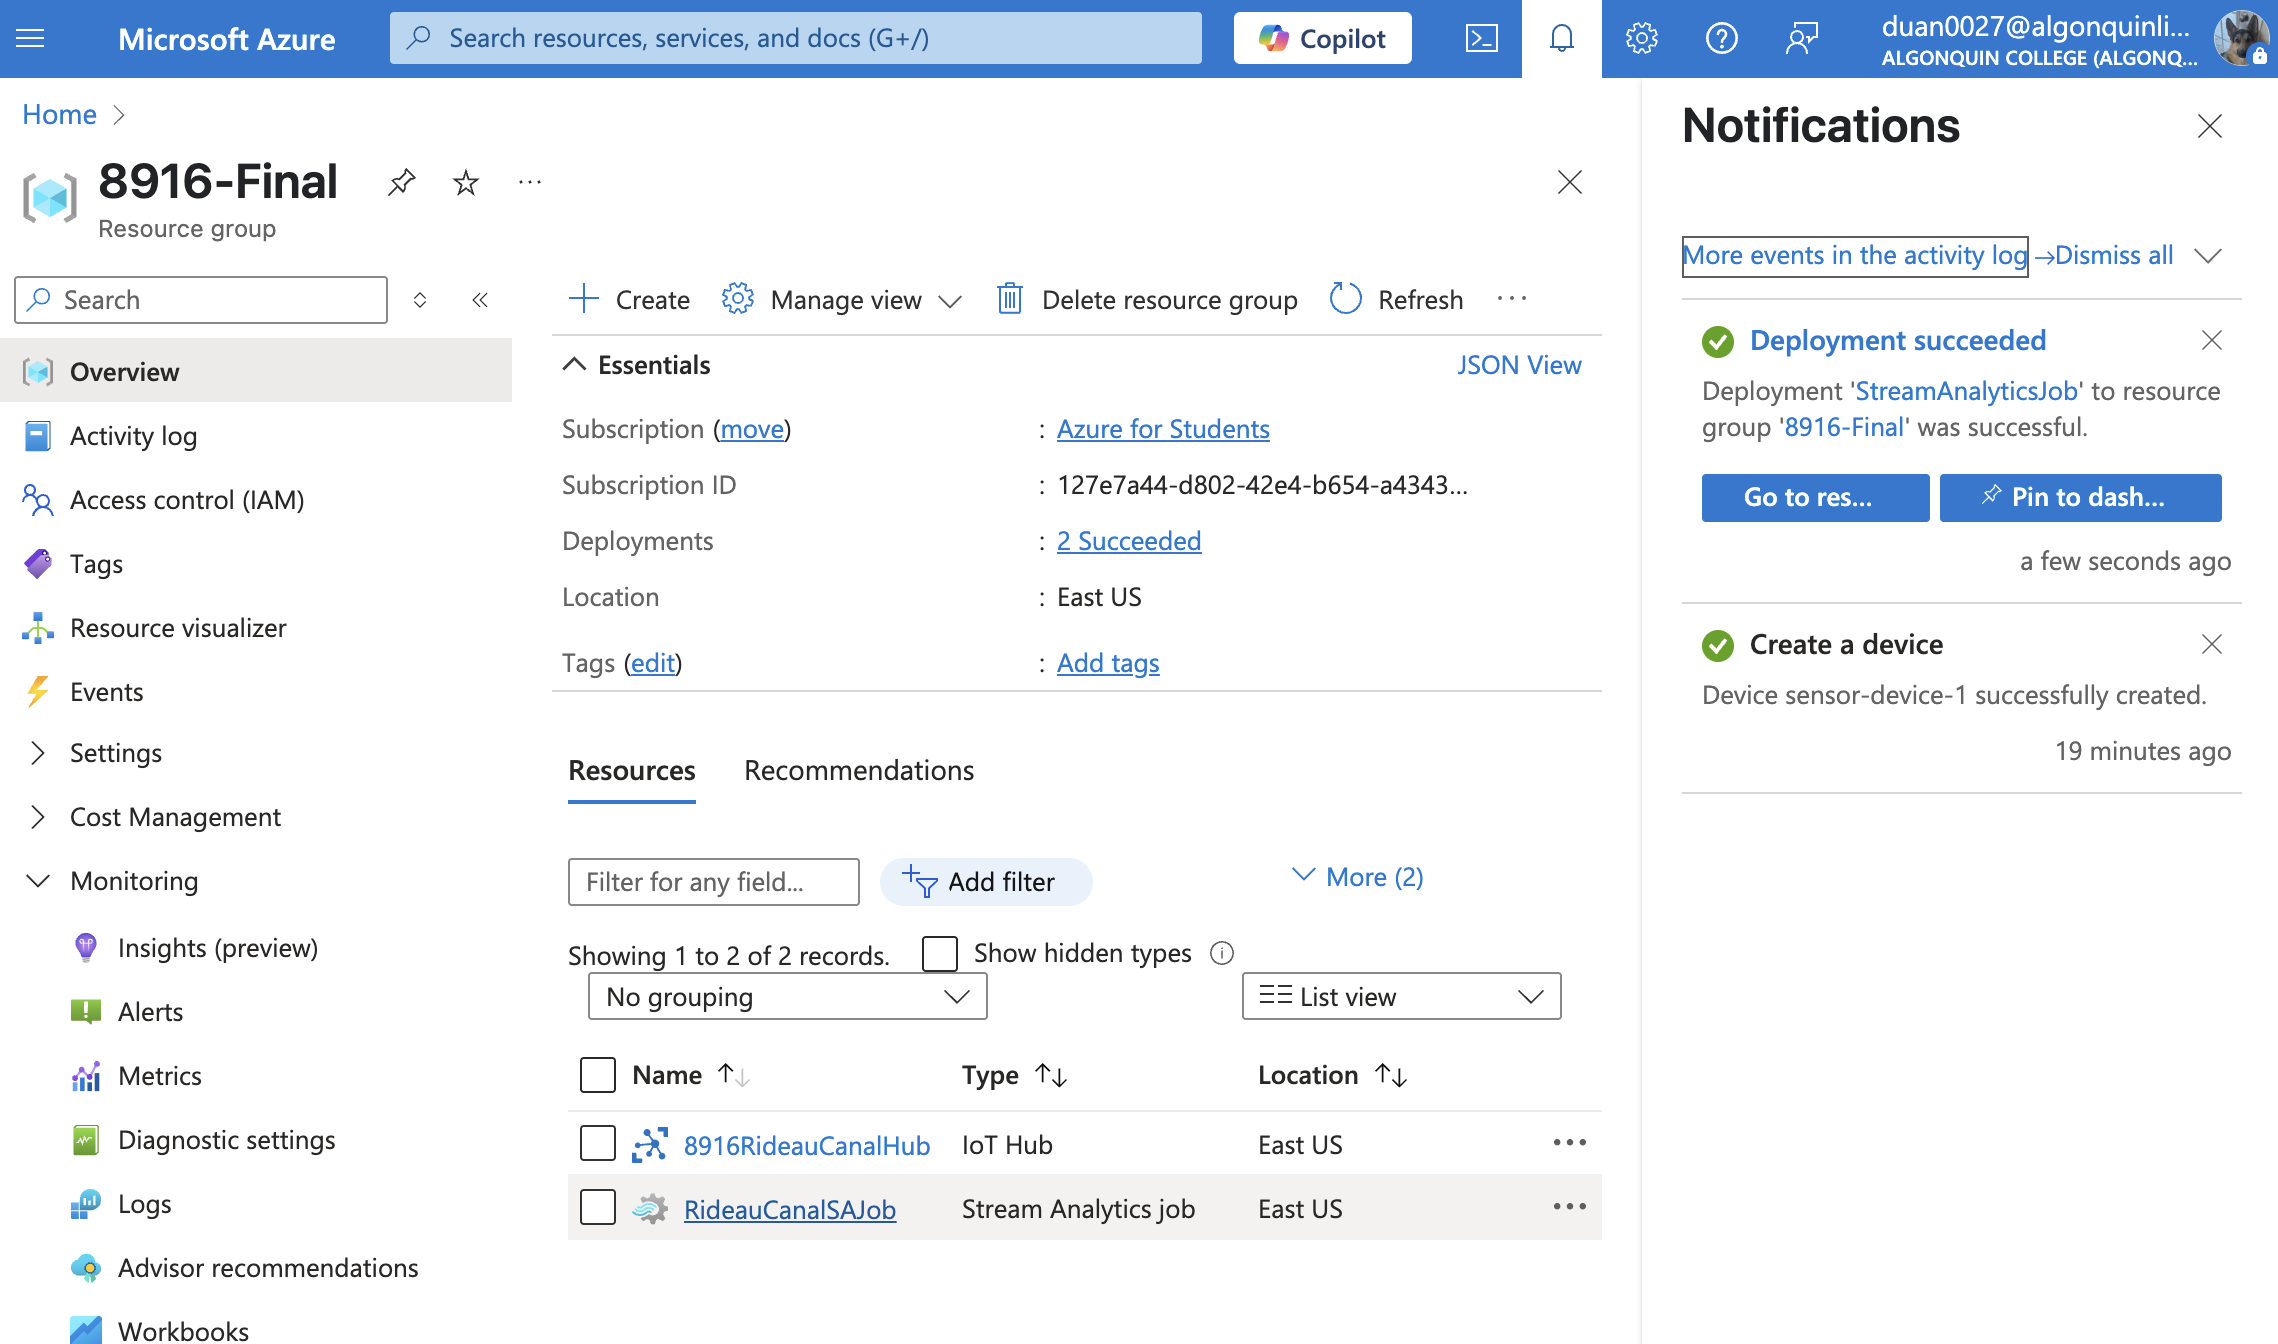 Microsoft Azure
Search resources, services, and docs (G+/)
Copilot
duan0027@algonquinli...
ALGONQUIN COLLEGE (ALGONQ...
Home
8916-Final
Resource group
Search
Overview
Activity log
Access control (IAM)
Tags
Resource visualizer
Events
Settings
Cost Management
Monitoring
Insights (preview)
Alerts
Metrics
Diagnostic settings
Logs
Advisor recommendations
Workbooks
Create
Manage view
Delete resource group
Refresh
Essentials
JSON View
Subscription (move) : Azure for Students
Subscription ID : 127e7a44-d802-42e4-b654-a4343...
Deployments : 2 Succeeded
Location : East US
Tags (edit) : Add tags
Resources
Recommendations
Filter for any field...
Add filter
More (2)
Showing 1 to 2 of 2 records.
Show hidden types
No grouping
List view
Name Type Location
8916RideauCanalHub IoT Hub East US
RideauCanalSAJob Stream Analytics job East US
Notifications
More events in the activity log →
Dismiss all
Deployment succeeded
Deployment 'StreamAnalyticsJob' to resource
group '8916-Final' was successful.
Go to res...
Pin to dash...
a few seconds ago
Create a device
Device sensor-device-1 successfully created.
19 minutes ago